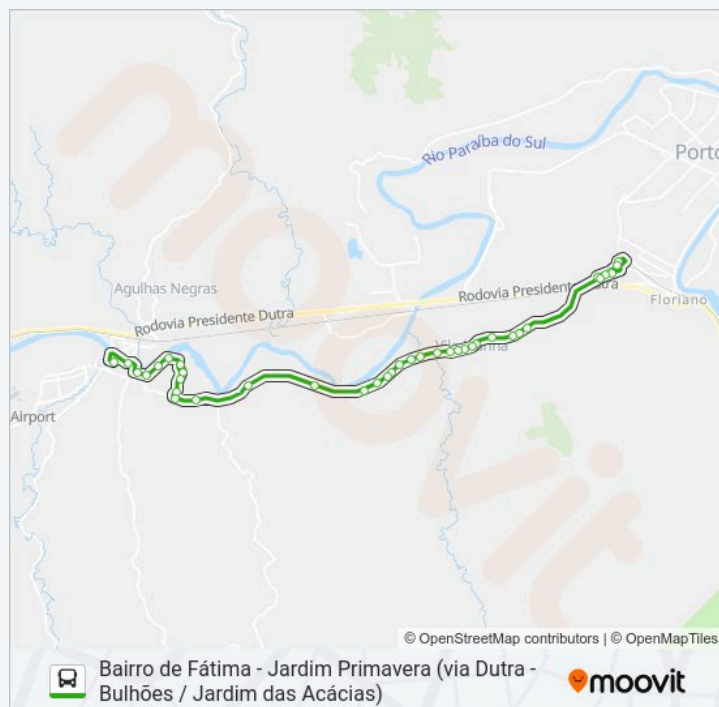 moovit
Rio Paraíba do Sul
Porto
Agulhas Negras
Rodovia Presidente Dutra
Rodovia Presidente Dutra
Floriano
Airport
© OpenStreetMap contributors | © OpenMapTiles
Bairro de Fátima - Jardim Primavera (via Dutra -
Bulhões / Jardim das Acácias)
moovit